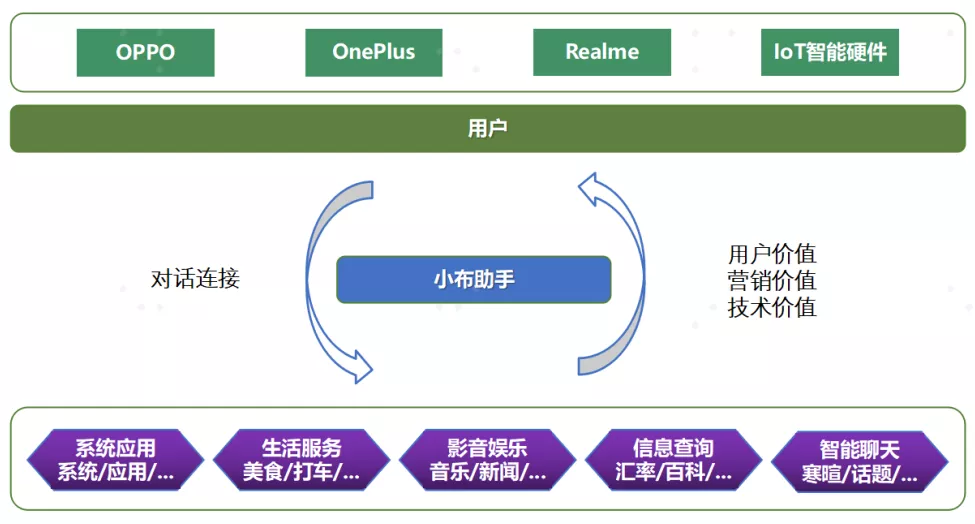 OPPO
OnePlus
Realme
IoT智能硬件
用户
对话连接
小布助手
用户价值
营销价值
技术价值
系统应用
系统/应用/...
生活服务
美食/打车/...
影音娱乐
音乐/新闻/...
信息查询
汇率/百科/...
智能聊天
寒暄/话题/...